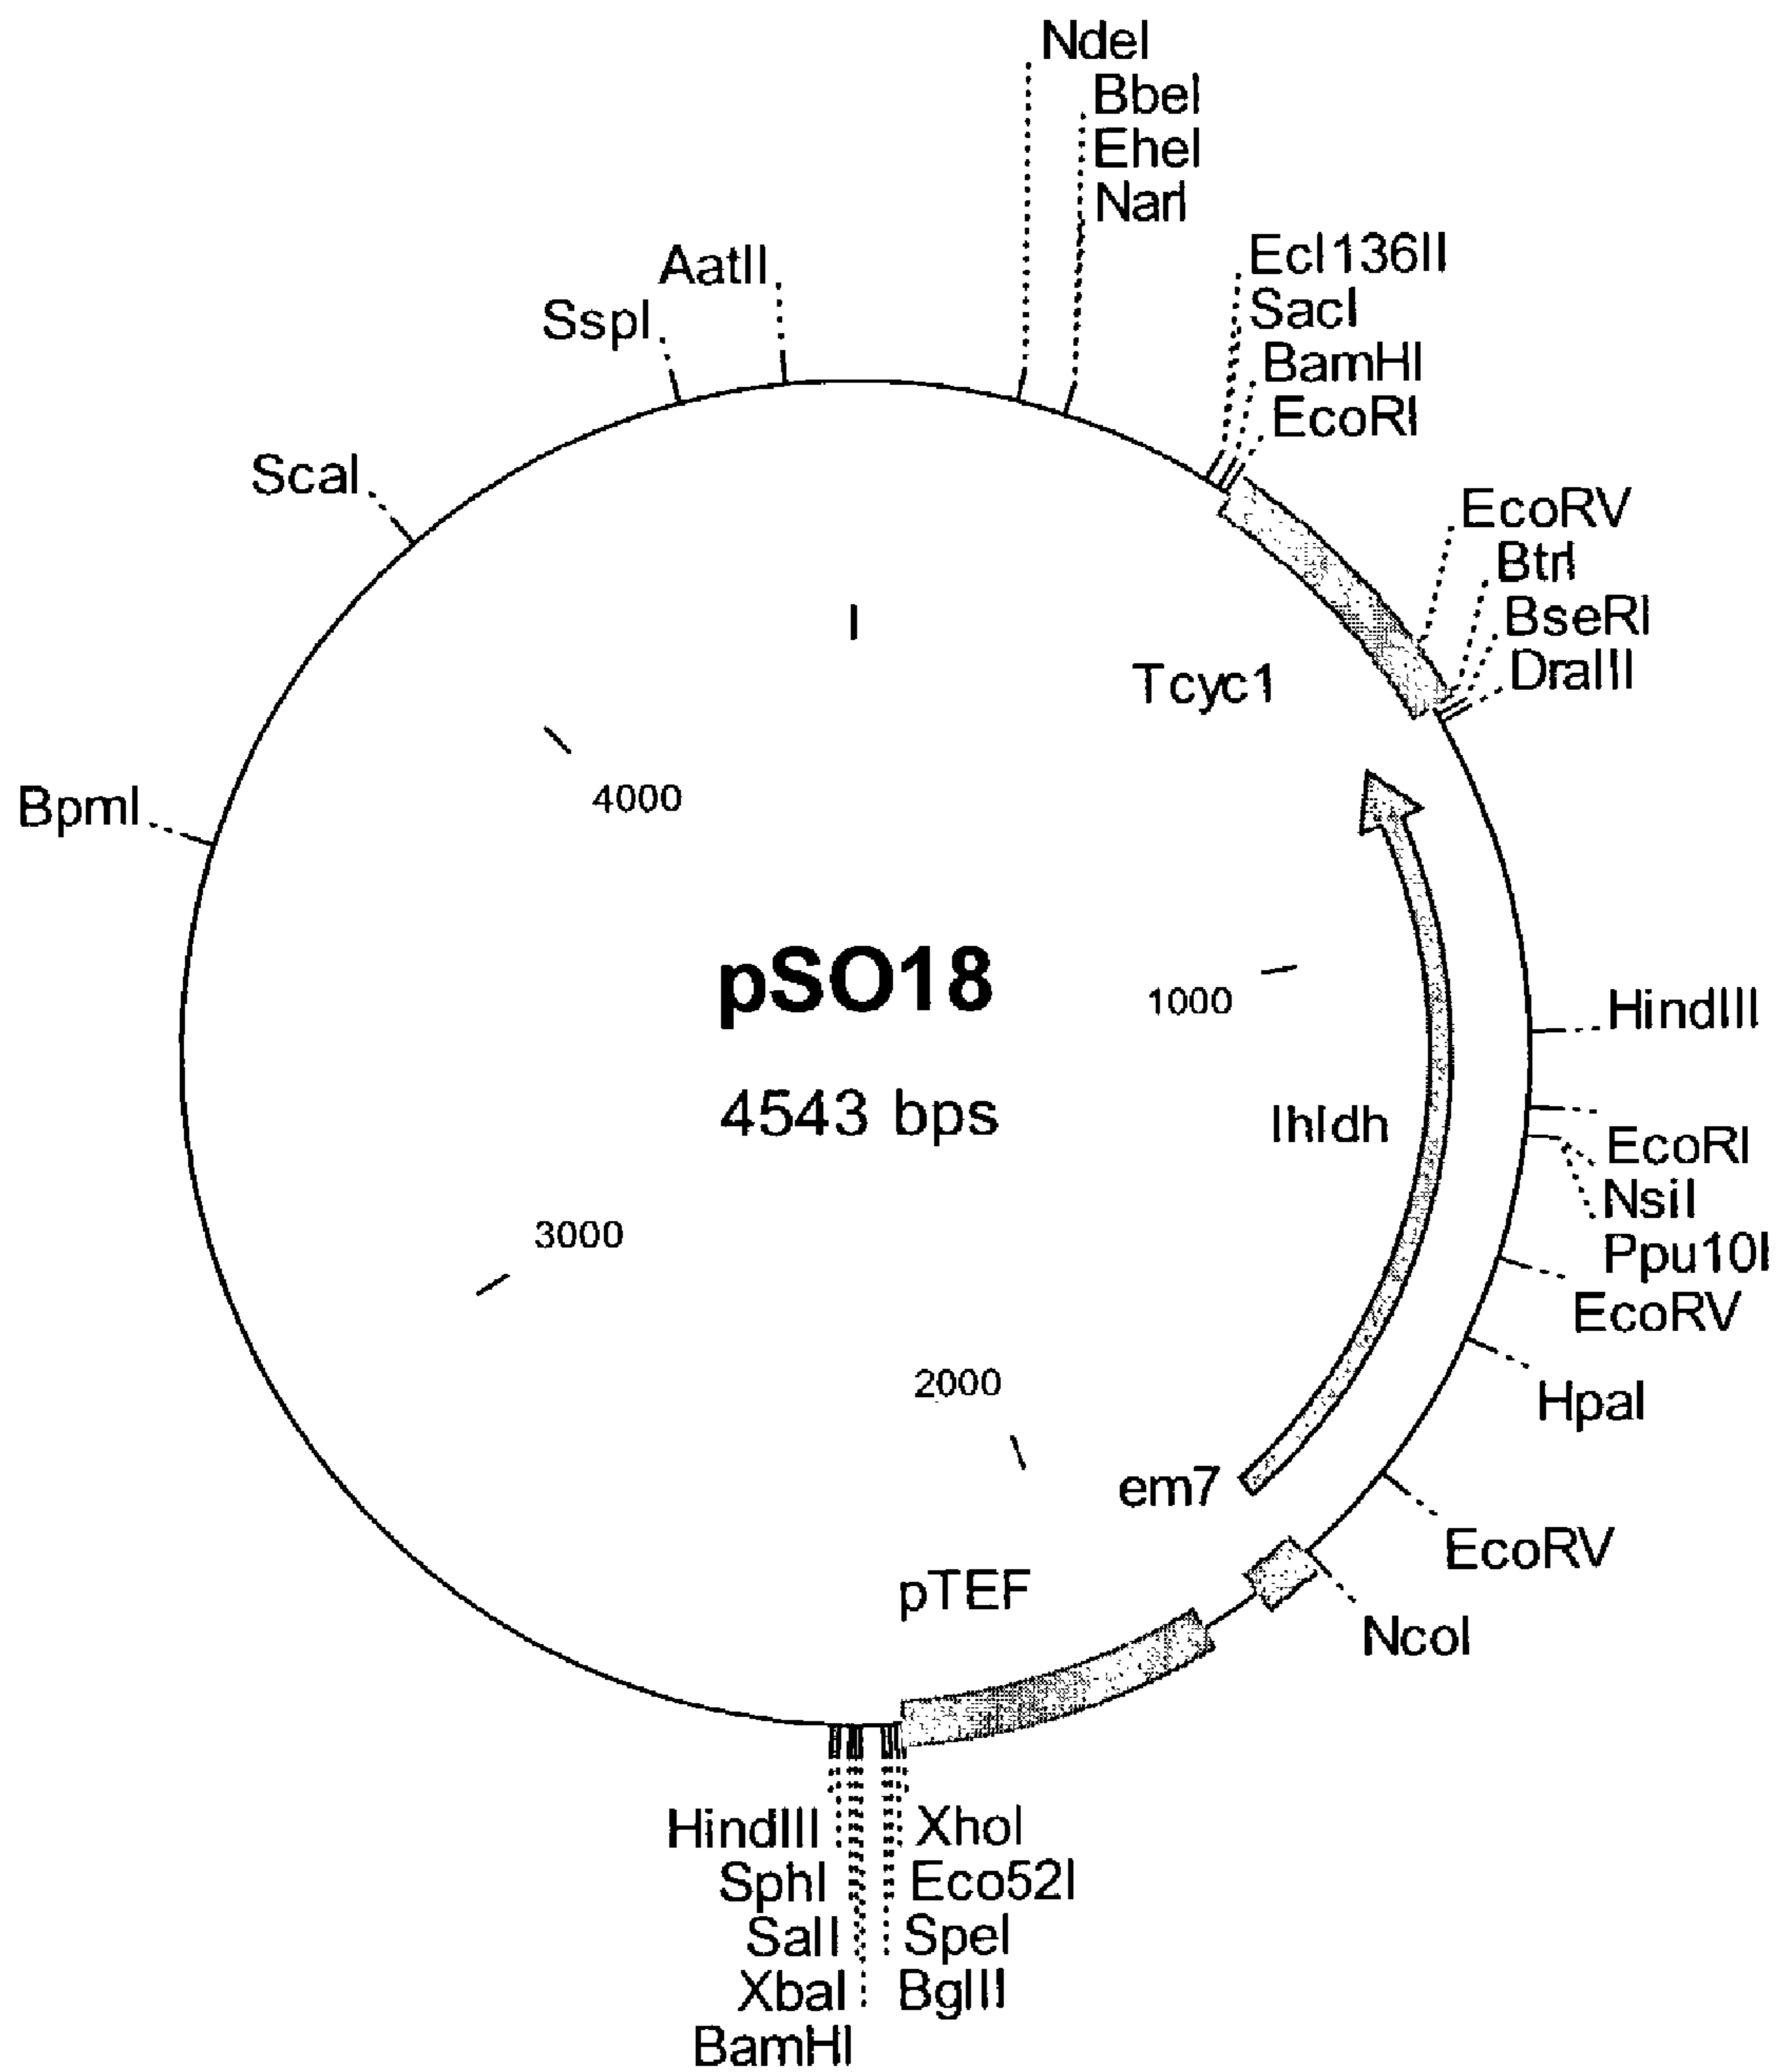 NdeI
BbeI
EheI
NarI
Ecl136II
SacI
BamHI
EcoRI
AatII
SspI
ScaI
EcoRV
BtrI
BseRI
DraIII
Tcyc1
4000
BpmI
pSO18
4543 bps
1000
HindIII
lhldh
EcoRI
NsiI
Ppu10I
EcoRV
3000
HpaI
2000
em7
EcoRV
pTEF
NcoI
HindIII
SphI
SalI
XbaI
BamHI
XhoI
Eco52I
SpeI
BglII